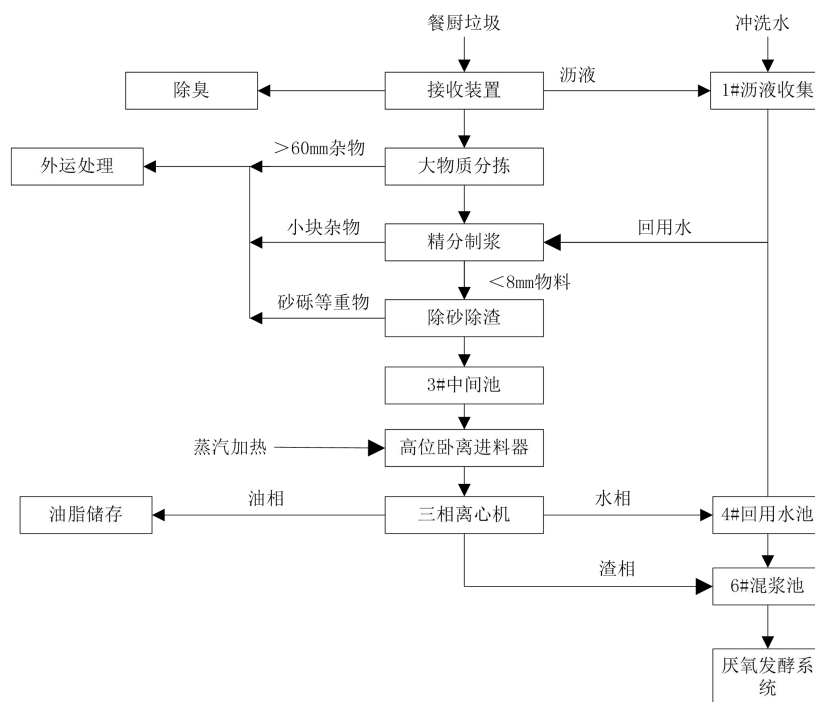 餐厨垃圾
冲洗水
除臭
接收装置
沥液
1#沥液收集
外运处理
＞60mm杂物
大物质分拣
小块杂物
精分制浆
回用水
＜8mm物料
砂砾等重物
除砂除渣
3#中间池
蒸汽加热
高位卧离进料器
油脂储存
油相
三相离心机
水相
4#回用水池
渣相
6#混浆池
厌氧发酵系
统